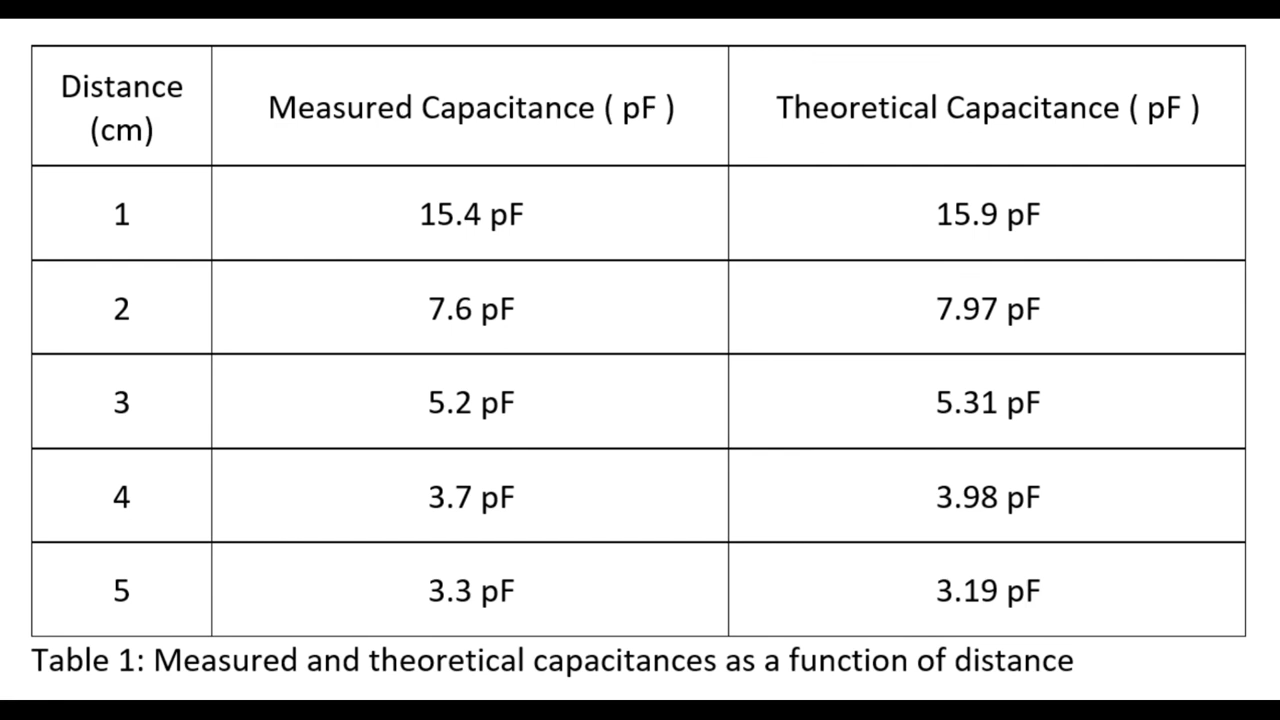 Distance
(cm)
Measured Capacitance ( pF )
Theoretical Capacitance ( pF )
1
15.4 pF
15.9 pF
2
7.6 pF
7.97 pF
3
5.2 pF
5.31 pF
4
3.7 pF
3.98 pF
5
3.3 pF
3.19 pF
Table 1: Measured and theoretical capacitances as a function of distance